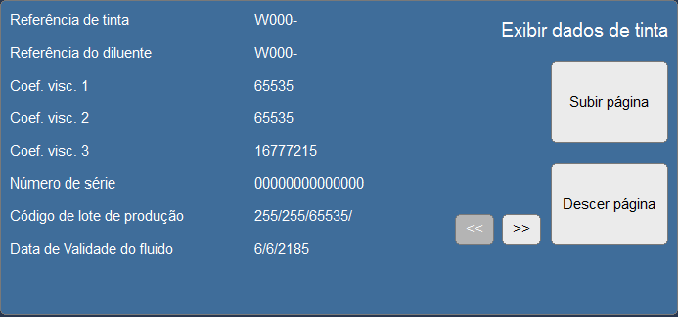 Exibir dados de tinta
Referência de tinta W000-
Referência do diluente W000-
Coef. visc. 1 65535
Coef. visc. 2 65535
Coef. visc. 3 16777215
Número de série 00000000000000
Código de lote de produção 255/255/65535/
Data de Validade do fluido 6/6/2185
Subir página
Descer página
<< >>